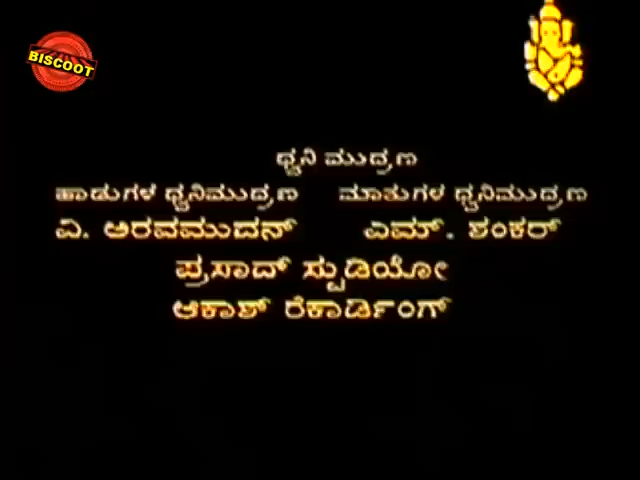 BISCOOT
ಧ್ವನಿ ಮುದ್ರಣ
ಹಾಡುಗಳ ಧ್ವನಿಮುದ್ರಣ ಮಾತುಗಳ ಧ್ವನಿಮುದ್ರಣ
ವಿ. ಅರವಮುದನ್ ಎಮ್. ಶಂಕರ್
ಪ್ರಸಾದ್ ಸ್ಟುಡಿಯೋ
ಆಕಾಶ್ ರೆಕಾರ್ಡಿಂಗ್